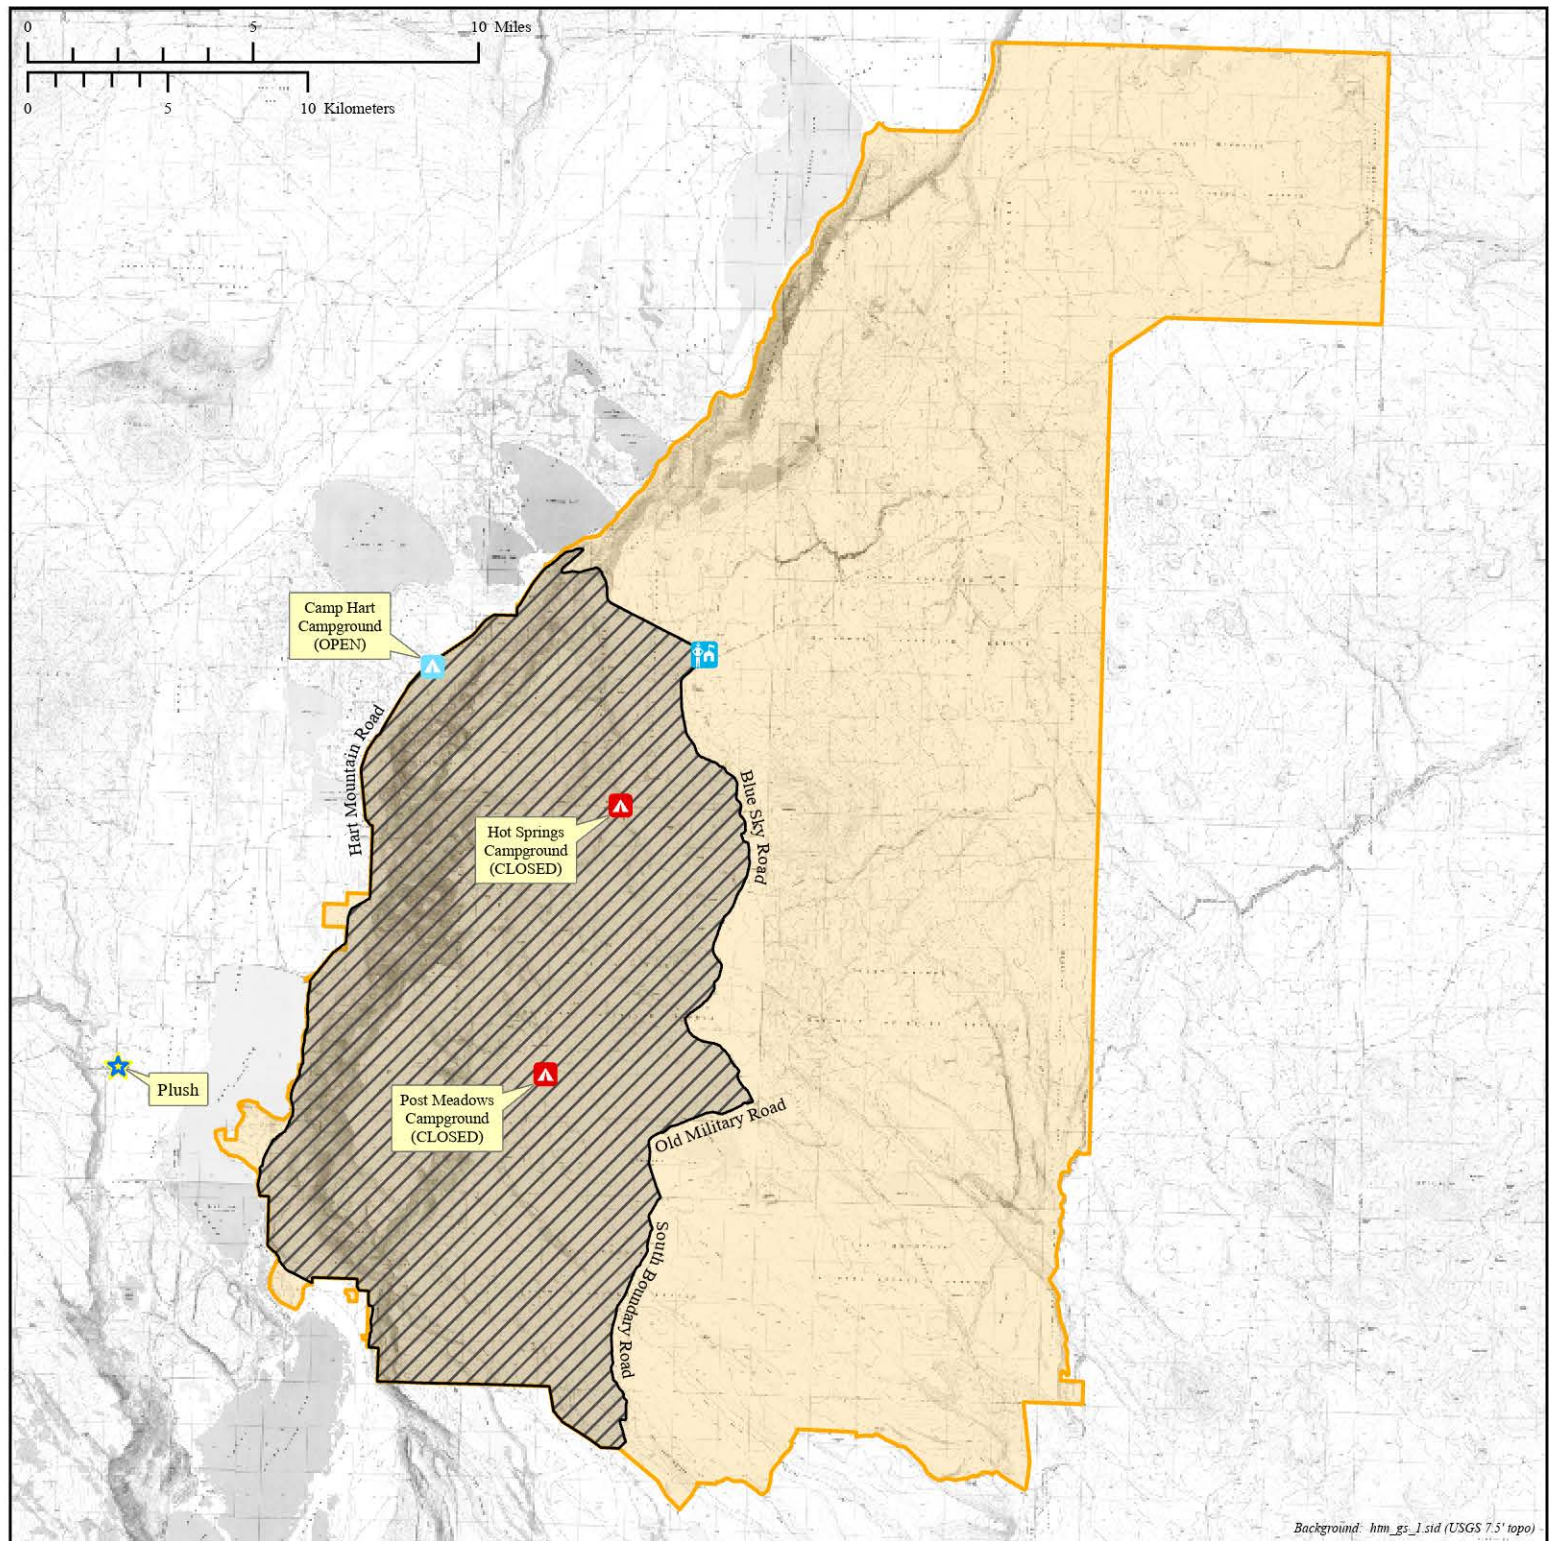 0 5 10 Miles
0 5 10 Kilometers
Camp Hart
Campground
(OPEN)
Hart Mountain Road
Blue Sky Road
Hot Springs
Campground
(CLOSED)
Plush
Post Meadows
Campground
(CLOSED)
Old Military Road
South Boundary Road
Background: htm_gs_1.sid (USGS 7.5' topo)